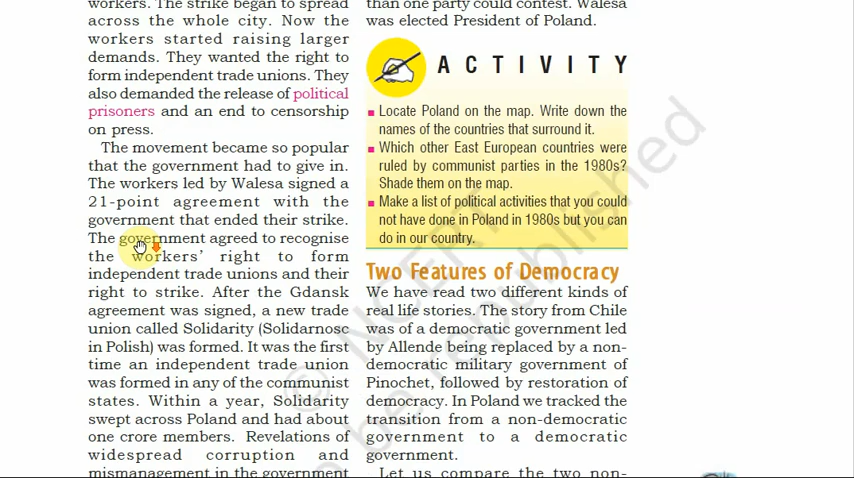 workers. The strike began to spread
across the whole city. Now the
workers started raising larger
demands. They wanted the right to
form independent trade unions. They
also demanded the release of political
prisoners and an end to censorship
on press.
The movement became so popular
that the government had to give in.
The workers led by Walesa signed a
21-point agreement with the
government that ended their strike.
The government agreed to recognise
the workers' right to form
independent trade unions and their
right to strike. After the Gdansk
agreement was signed, a new trade
union called Solidarity (Solidarnosc
in Polish) was formed. It was the first
time an independent trade union
was formed in any of the communist
states. Within a year, Solidarity
swept across Poland and had about
one crore members. Revelations of
widespread corruption and
mismanagement in the government
than one party could contest. Walesa
was elected President of Poland.
ACTIVITY
■ Locate Poland on the map. Write down the
names of the countries that surround it.
■ Which other East European countries were
ruled by communist parties in the 1980s?
Shade them on the map.
■ Make a list of political activities that you could
not have done in Poland in 1980s but you can
do in our country.
Two Features of Democracy
We have read two different kinds of
real life stories. The story from Chile
was of a democratic government led
by Allende being replaced by a non-
democratic military government of
Pinochet, followed by restoration of
democracy. In Poland we tracked the
transition from a non-democratic
government to a democratic
government.
Let us compare the two non-
© NCERT
be republished